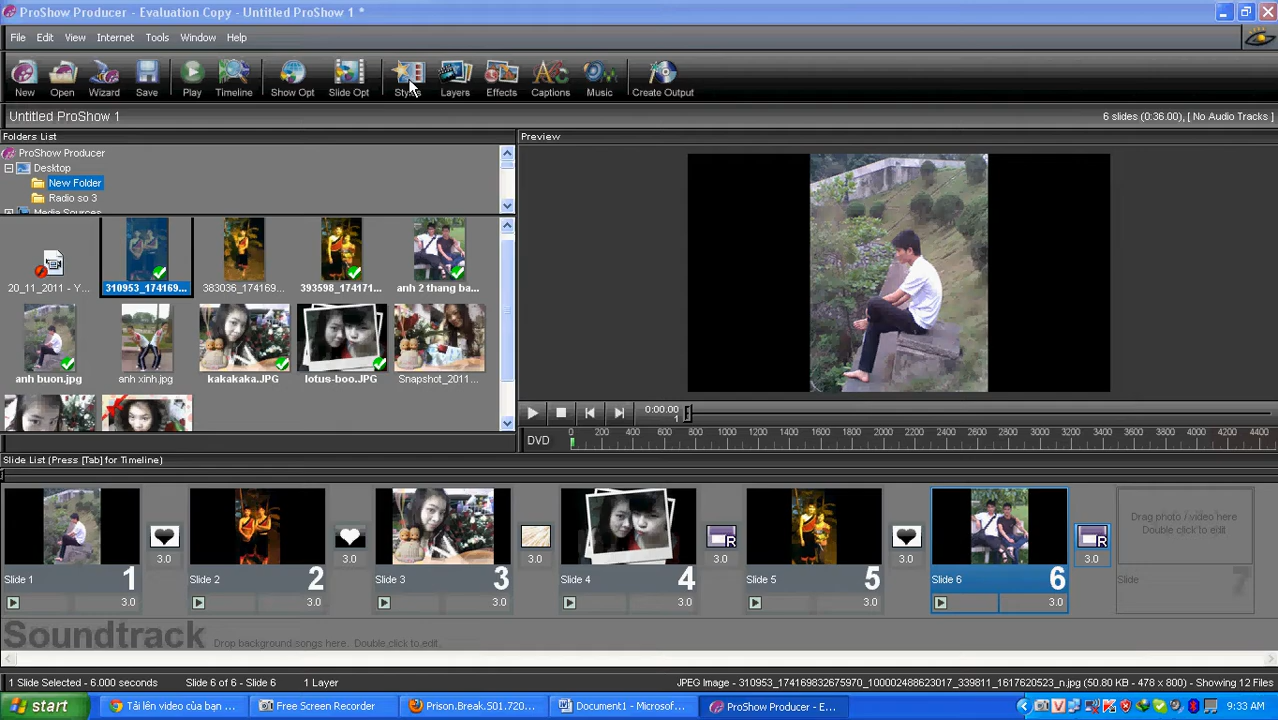 ProShow Producer - Evaluation Copy - Untitled ProShow 1 *
File Edit View Internet Tools Window Help
New Open Wizard Save Play Timeline Show Opt Slide Opt Layers Effects Captions Music Create Output
Untitled ProShow 1
6 slides (0:36.00), [ No Audio Tracks ]
Folders List
Preview
ProShow Producer
Desktop
New Folder
Radio so 3
Media Sources
20_11_2011 - Y...
310953_174169...
383036_174169...
393598_174171...
anh 2 thang ba...
anh buon.jpg
anh xinh.jpg
kakakaka.JPG
lotus-boo.JPG
Snapshot_2011...
0:00.00
1
DVD
0 200 400 600 800 1000 1200 1400 1600 1800 2000 2200 2400 2600 2800 3000 3200 3400 3600 3800 4000 4200 4400
Slide List (Press [Tab] for Timeline)
R R
3.0 3.0 3.0 3.0 3.0 3.0
Drag photo / video here
Double click to edit
Slide 1 1 Slide 2 2 Slide 3 3 Slide 4 4 Slide 5 5 Slide 6 6 Slide 7
3.0 3.0 3.0 3.0 3.0 3.0
Soundtrack Drop background songs here. Double click to edit.
1 Slide Selected - 6.000 seconds
Slide 6 of 6 - Slide 6
1 Layer
JPEG Image - 310953_174169832675970_100002488623017_339811_1617620523_n.jpg (50.80 KB - 478 x 800) - Showing 12 Files
start
Tải lên video của bạn ...
Free Screen Recorder
Prison.Break.S01.720...
Document1 - Microsof...
ProShow Producer - E...
9:33 AM